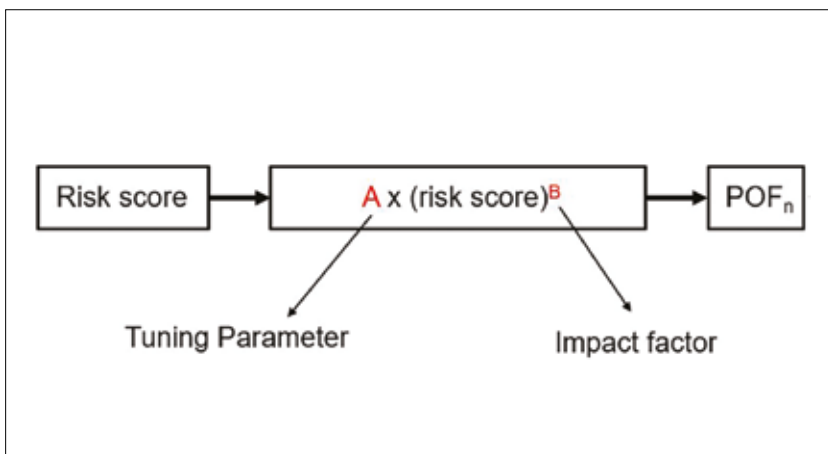 Risk score
A x (risk score)ᴮ
POFₙ
Tuning Parameter
Impact factor